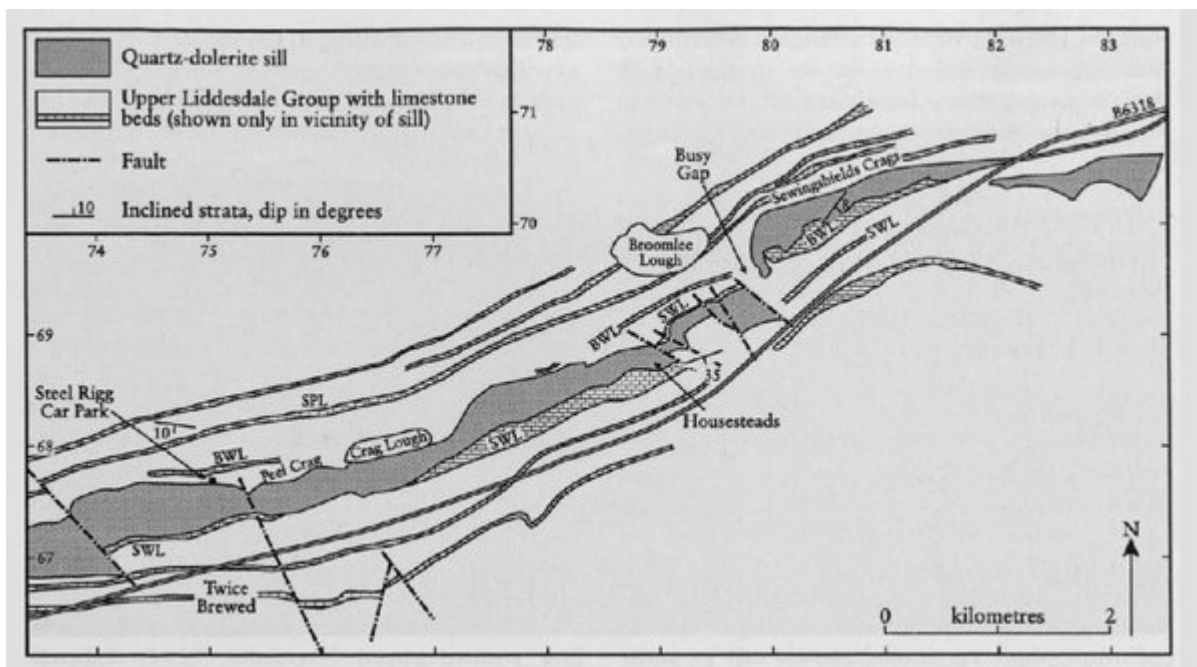 Quartz-dolerite sill
Upper Liddesdale Group with limestone
beds (shown only in vicinity of sill)
Fault
10 Inclined strata, dip in degrees
74 75 76 77
78 79 80 81 82 83
71
70
69
68
67
B6318
Busy
Gap
Sewingshields Crags
Broomlee
Lough
BWL
SWL
SWL
BWL
35
Housesteads
Steel Rigg
Car Park
SPL
10
Crag Lough
SWL
BWL
Peel Crag
SWL
Twice
Brewed
N
0 kilometres 2